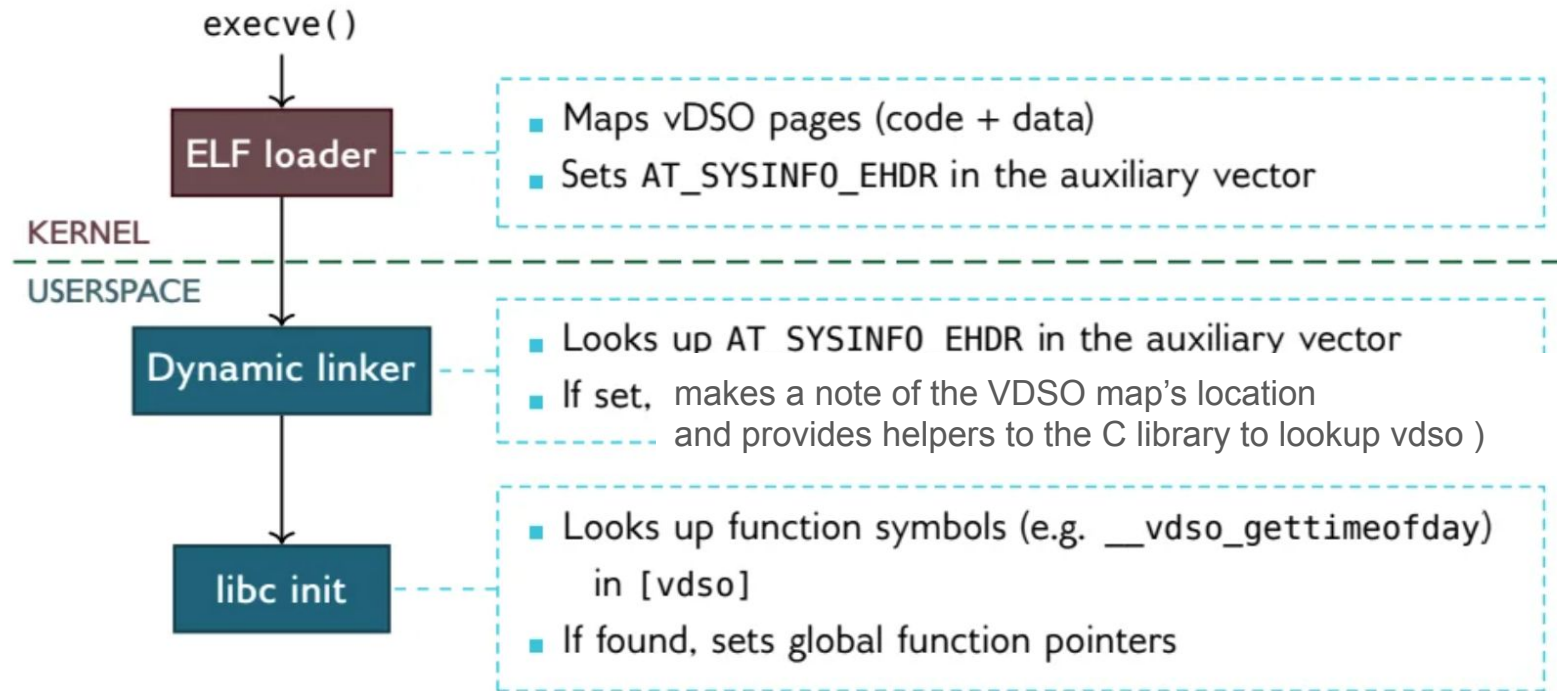 execve()
ELF loader
▪ Maps vDSO pages (code + data)
▪ Sets AT_SYSINFO_EHDR in the auxiliary vector
KERNEL
USERSPACE
Dynamic linker
▪ Looks up AT SYSINFO EHDR in the auxiliary vector
▪ If set, makes a note of the VDSO map’s location
and provides helpers to the C library to lookup vdso )
libc init
▪ Looks up function symbols (e.g. __vdso_gettimeofday)
in [vdso]
▪ If found, sets global function pointers